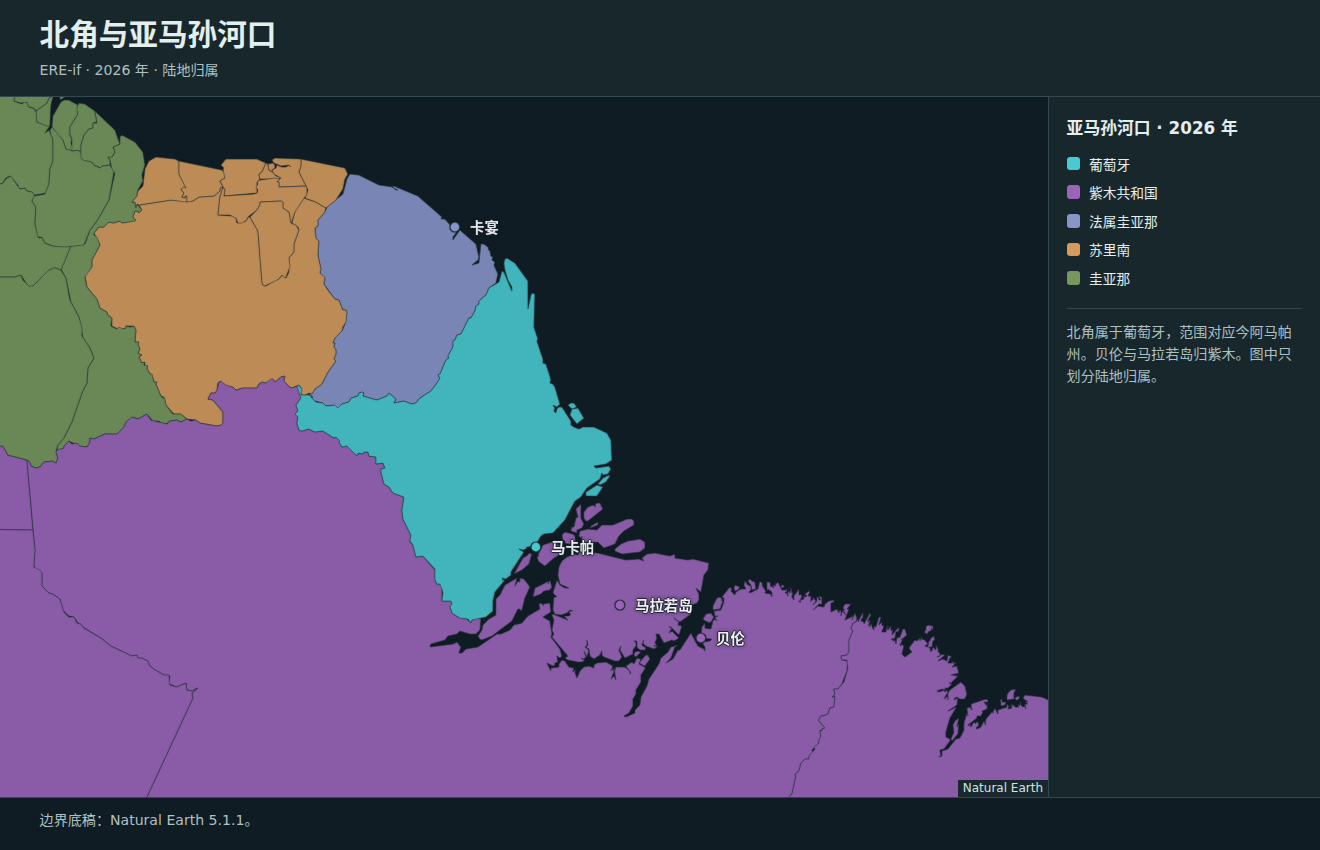 北角与亚马孙河口
ERE-if · 2026 年 · 陆地归属
卡宴
马卡帕
马拉若岛
贝伦
Natural Earth
亚马孙河口 · 2026 年
葡萄牙
紫木共和国
法属圭亚那
苏里南
圭亚那
北角属于葡萄牙，范围对应今阿马帕
州。贝伦与马拉若岛归紫木。图中只
划分陆地归属。
边界底稿：Natural Earth 5.1.1。